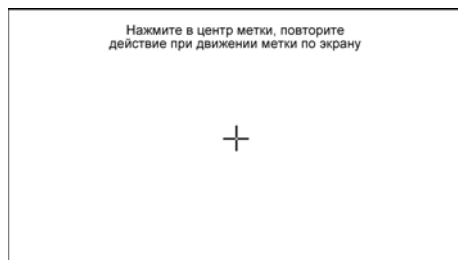 Нажмите в центр метки, повторите
действие при движении метки по экрану